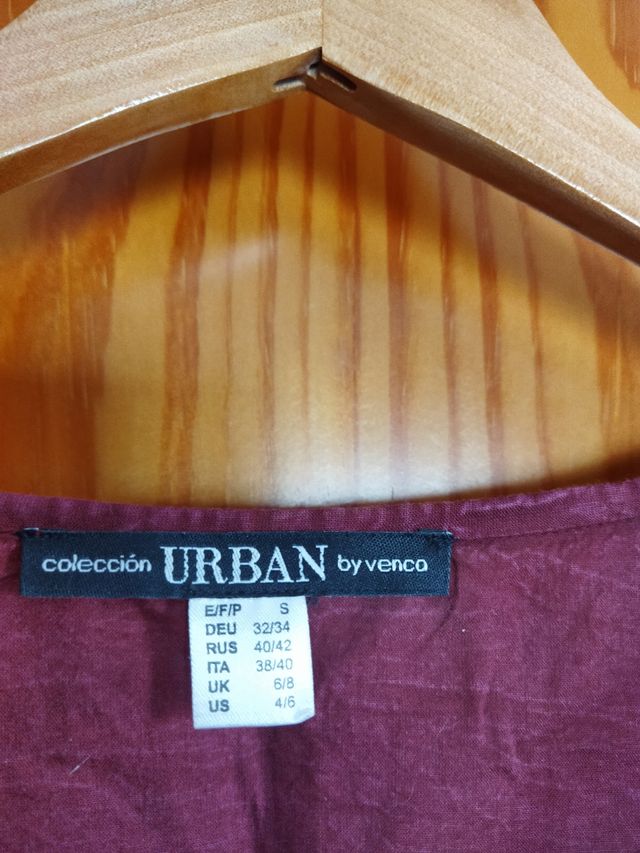 colección URBAN by venca
E/F/P S
DEU 32/34
RUS 40/42
ITA 38/40
UK 6/8
US 4/6